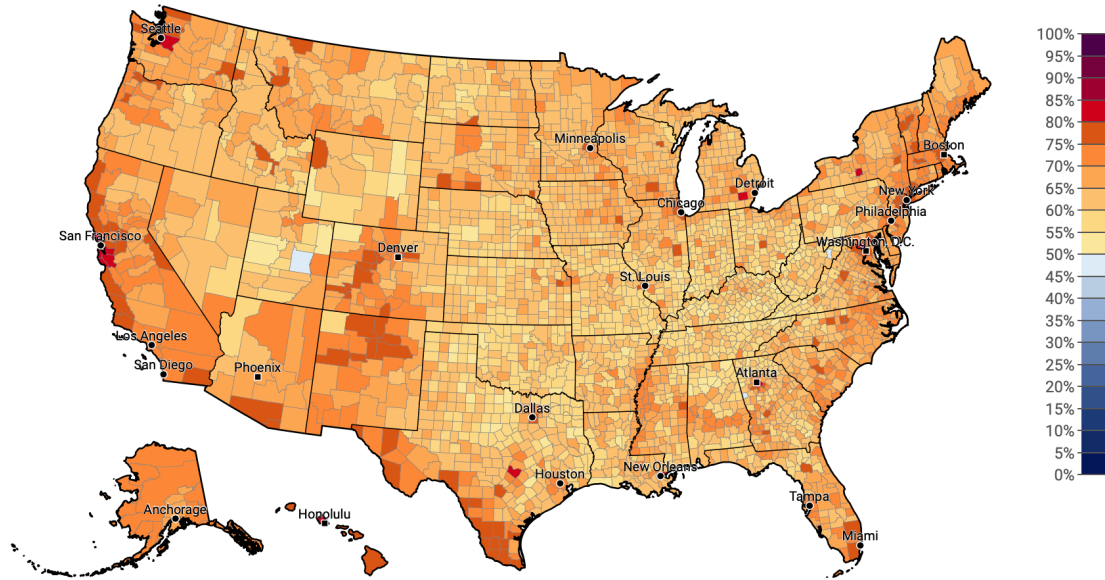 Seattle
Minneapolis
Boston
Detroit
New York
Chicago
Philadelphia
San Francisco
Denver
Washington, D.C.
St. Louis
Los Angeles
San Diego
Phoenix
Atlanta
Dallas
New Orleans
Houston
Tampa
Anchorage
Honolulu
Miami
100%
95%
90%
85%
80%
75%
70%
65%
60%
55%
50%
45%
40%
35%
30%
25%
20%
15%
10%
5%
0%